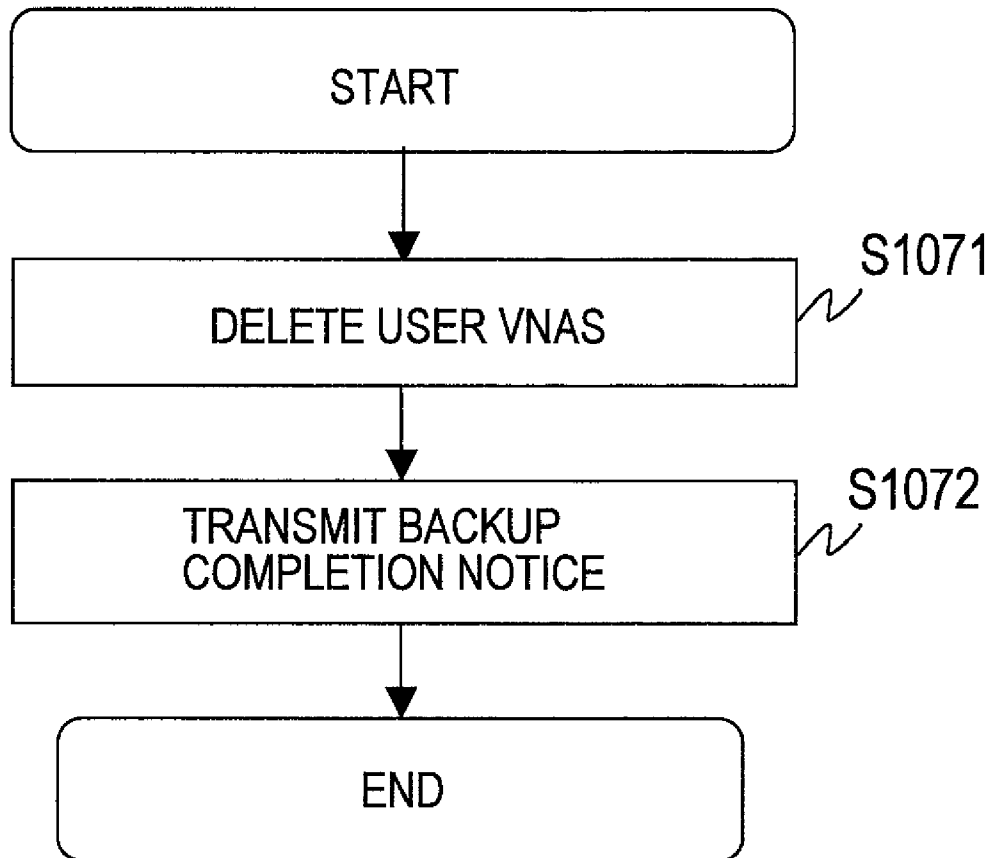 START
S1071
DELETE USER VNAS
S1072
TRANSMIT BACKUP
COMPLETION NOTICE
END